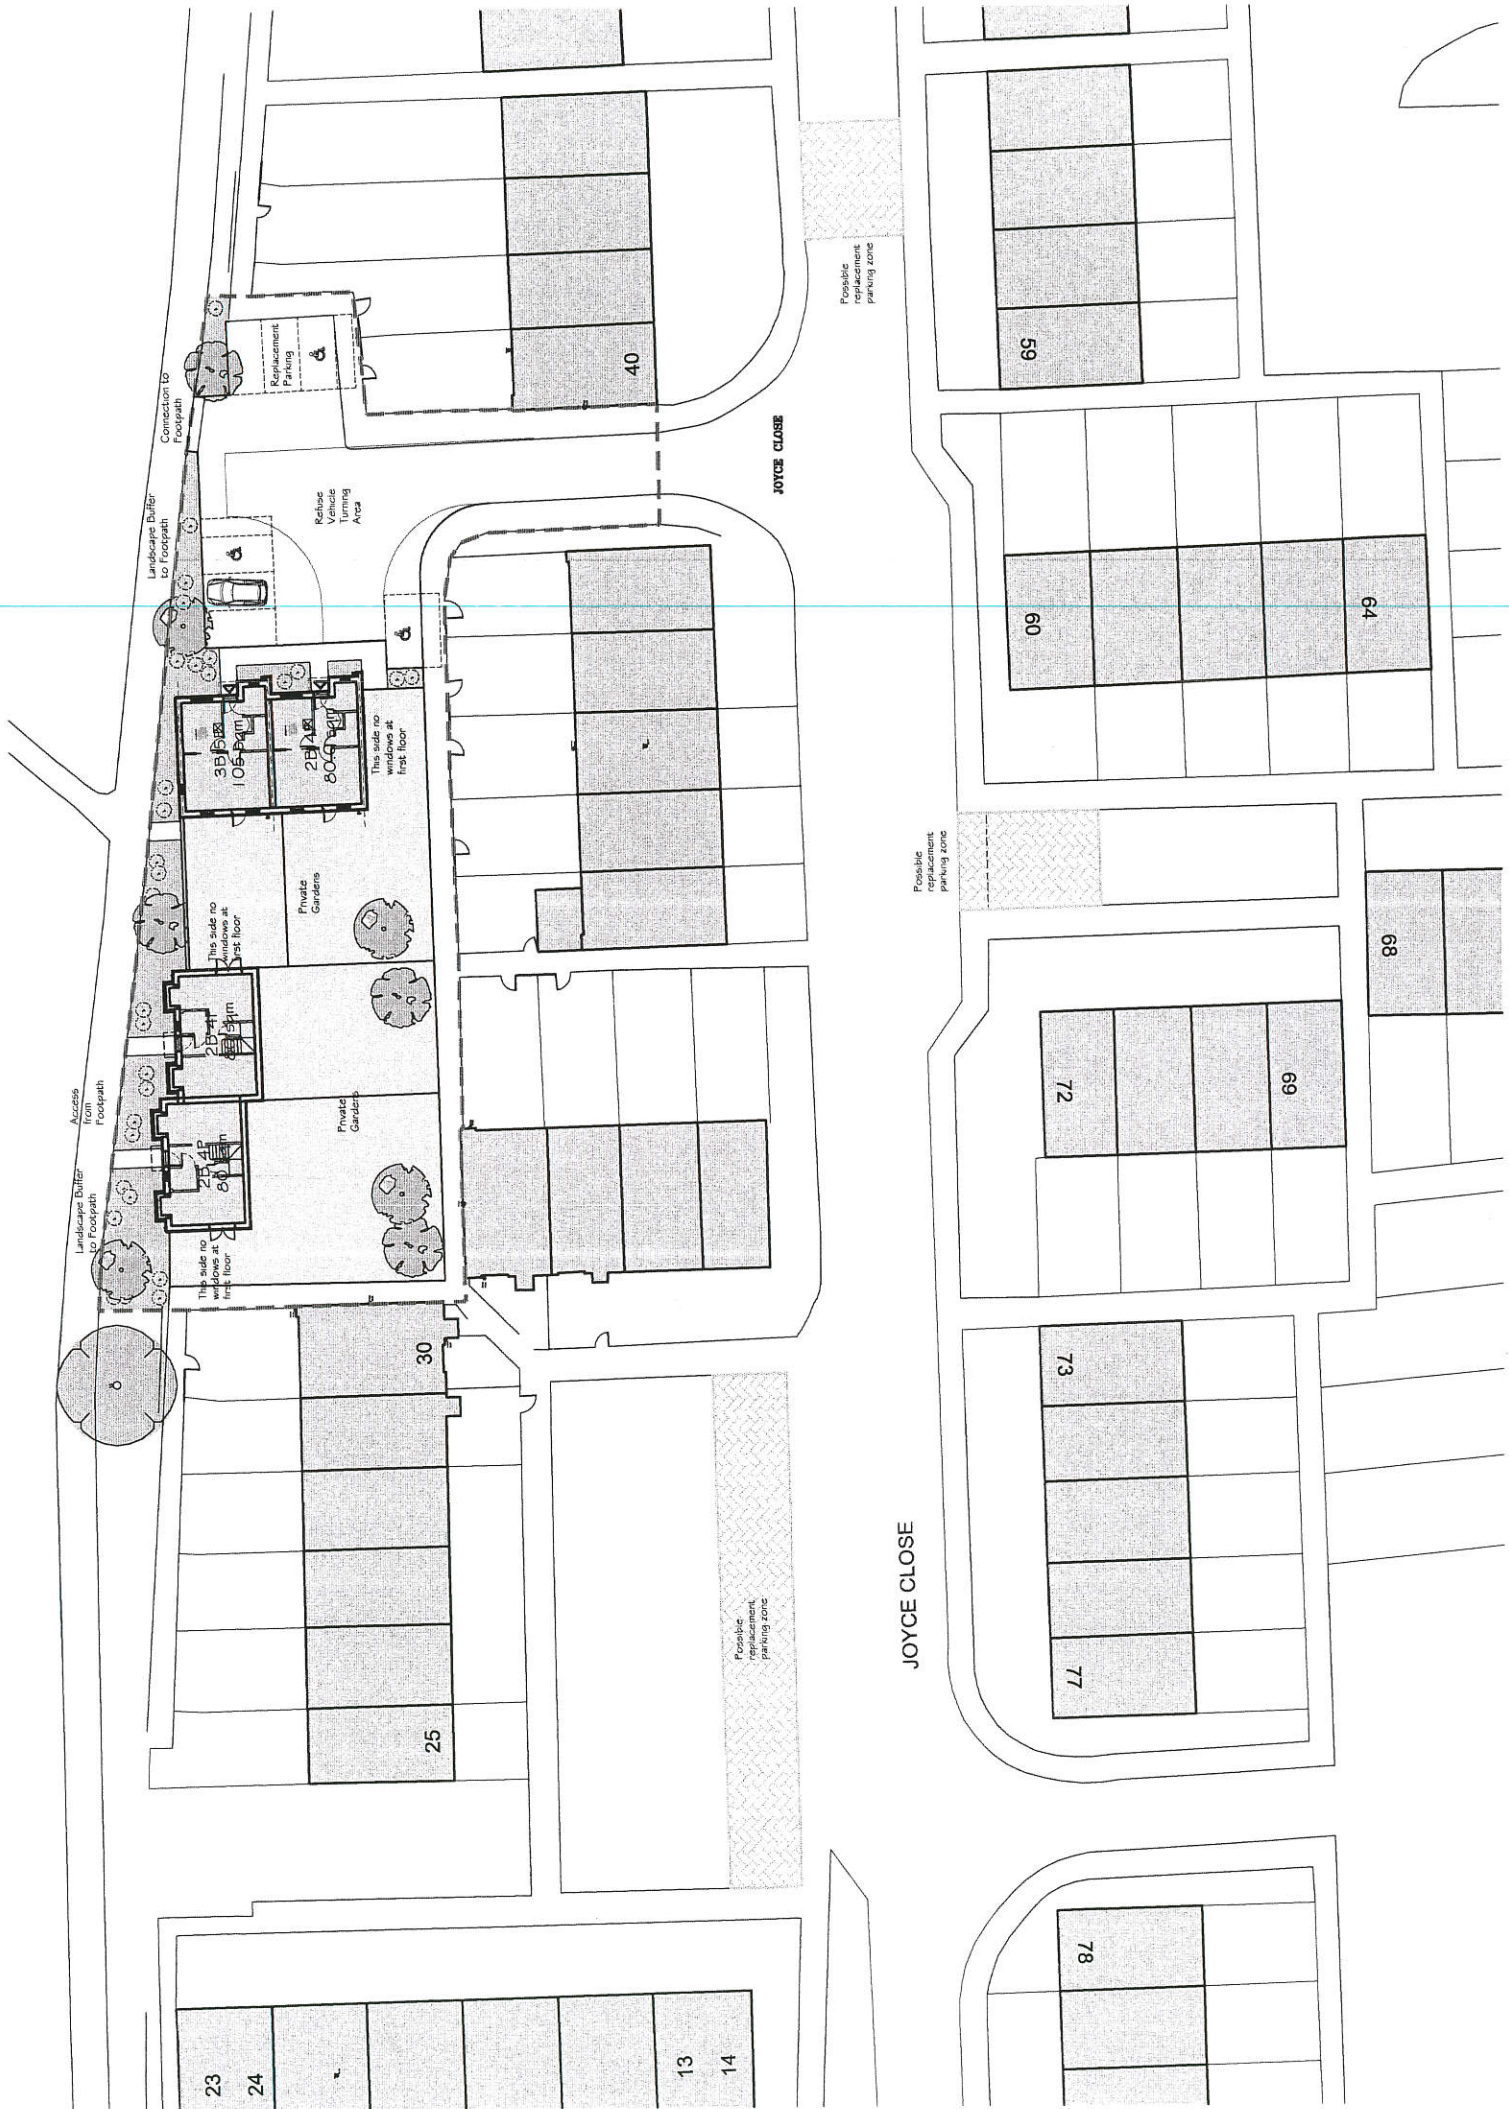 Connection to
Footpath
Replacement
Parking
40
Possible
replacement
parking zone
59
JOYCE CLOSE
Landscape Buffer
to Footpath
Refuse
Vehicle
Turning
Area
60
64
This side no
windows at
first floor
Private
Gardens
This side no
windows at
first floor
Possible
replacement
parking zone
68
72
69
Access
from
Footpath
Private
Gardens
Landscape Buffer
to Footpath
This side no
windows at
first floor
30
73
77
25
Possible
replacement
parking zone
JOYCE CLOSE
78
23
24
13
14